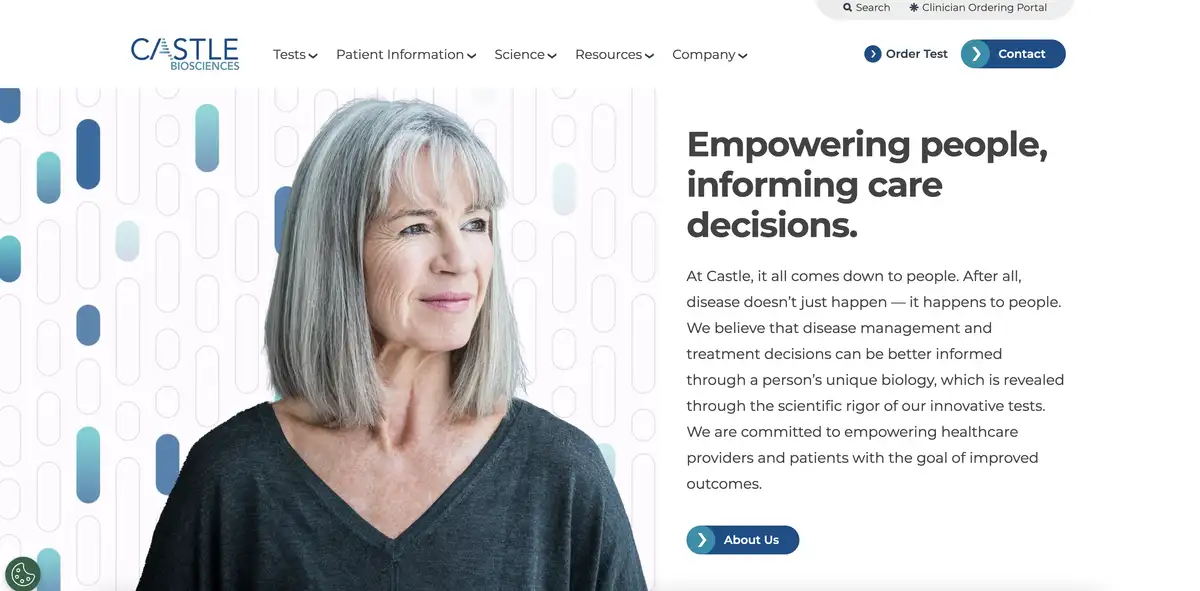 Search
Clinician Ordering Portal
CASTLE
BIOSCIENCES
Tests
Patient Information
Science
Resources
Company
Order Test
Contact
Empowering people,
informing care
decisions.
At Castle, it all comes down to people. After all,
disease doesn’t just happen — it happens to people.
We believe that disease management and
treatment decisions can be better informed
through a person’s unique biology, which is revealed
through the scientific rigor of our innovative tests.
We are committed to empowering healthcare
providers and patients with the goal of improved
outcomes.
About Us